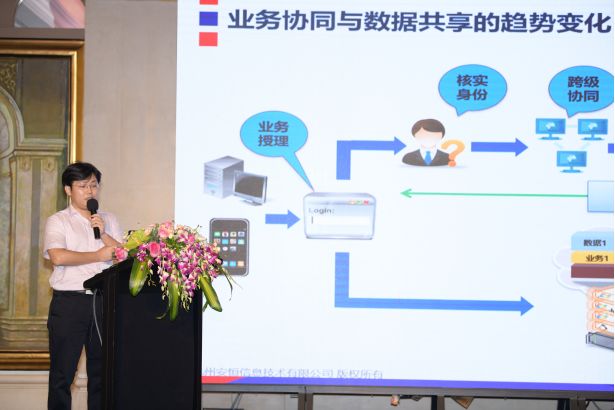 业务协同与数据共享的趋势变化
核实
身份
跨级
协同
业务
授理
Login:
数据1
业务1
州安恒信息技术有限公司 版权所有